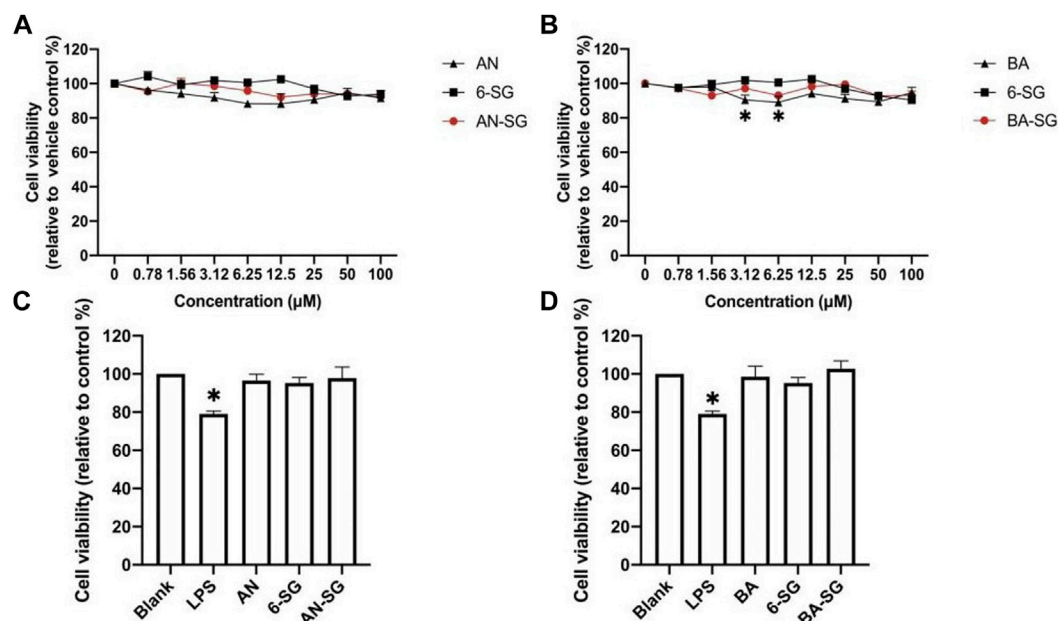 A
Cell vialbility
(relative to vehicle control %)
120
100
80
60
40
20
0
0 0.78 1.56 3.12 6.25 12.5 25 50 100
Concentration (µM)
AN
6-SG
AN-SG
B
Cell vialbility
(relative to vehicle control %)
120
100
80
60
40
20
0
* *
0 0.78 1.56 3.12 6.25 12.5 25 50 100
Concentration (µM)
BA
6-SG
BA-SG
C
Cell vialbility (relative to control %)
120
100
80
60
40
20
0
*
Blank LPS AN 6-SG AN-SG
D
Cell vialbility (relative to control %)
120
100
80
60
40
20
0
*
Blank LPS BA 6-SG BA-SG